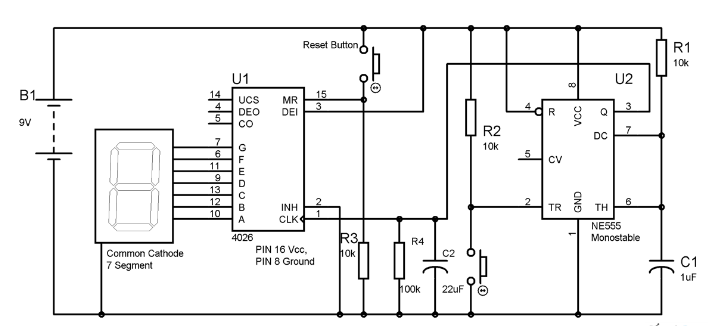 Reset Button
R1
10k
B1
9V
U1
14 UCS
4 DEO
5 CO
MR 15
DEI 3
7 G
6 F
11 E
9 D
13 C
12 B
10 A
INH 2
CLK 1
4026
PIN 16 Vcc,
PIN 8 Ground
Common Cathode
7 Segment
R3
10k
R4
100k
C2
22uF
R2
10k
U2
8
VCC
4 R
Q 3
DC 7
5 CV
2 TR
TH 6
GND
1
NE555
Monostable
C1
1uF